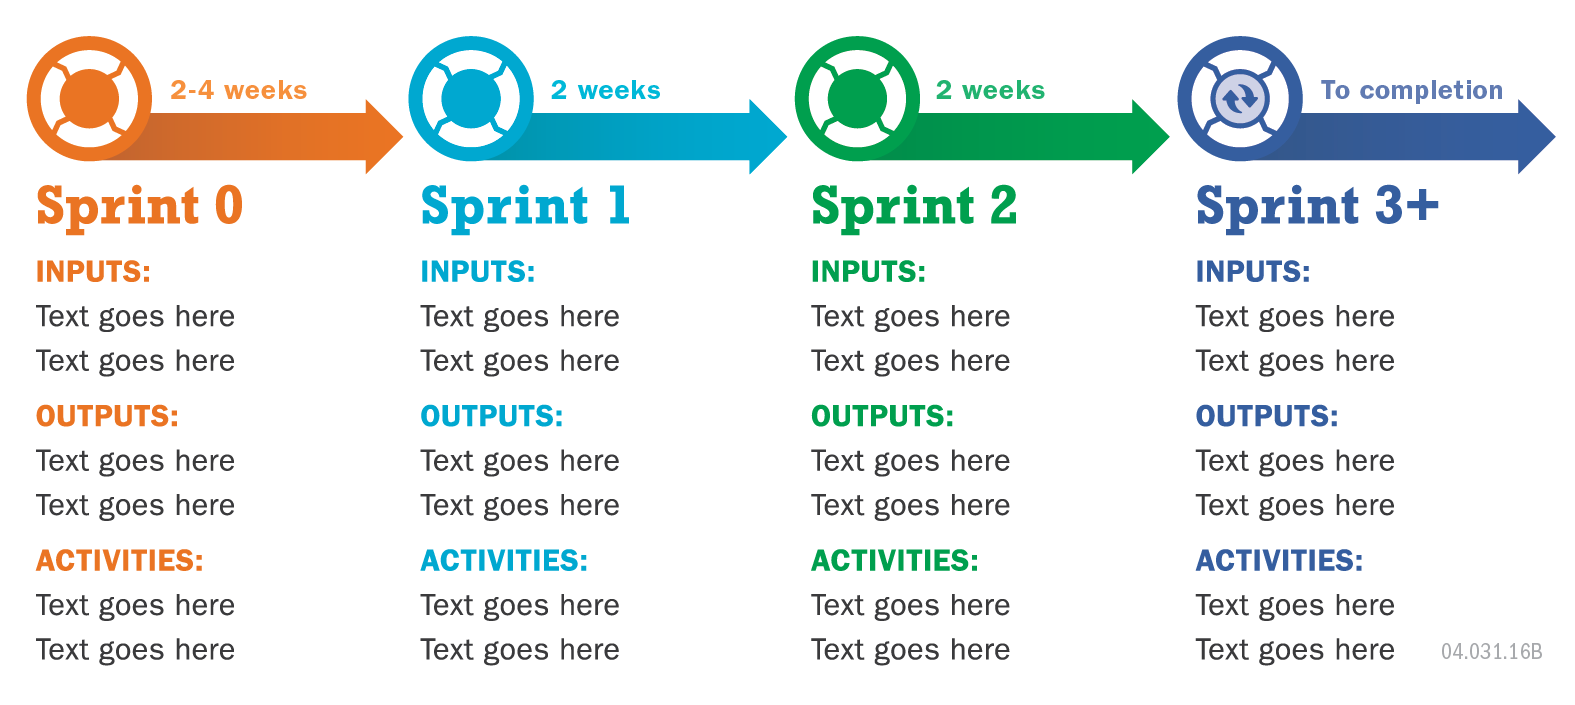 2-4 weeks
Sprint 0
INPUTS:
Text goes here
Text goes here
OUTPUTS:
Text goes here
Text goes here
ACTIVITIES:
Text goes here
Text goes here
2 weeks
Sprint 1
INPUTS:
Text goes here
Text goes here
OUTPUTS:
Text goes here
Text goes here
ACTIVITIES:
Text goes here
Text goes here
2 weeks
Sprint 2
INPUTS:
Text goes here
Text goes here
OUTPUTS:
Text goes here
Text goes here
ACTIVITIES:
Text goes here
Text goes here
To completion
Sprint 3+
INPUTS:
Text goes here
Text goes here
OUTPUTS:
Text goes here
Text goes here
ACTIVITIES:
Text goes here
Text goes here
04.031.16B